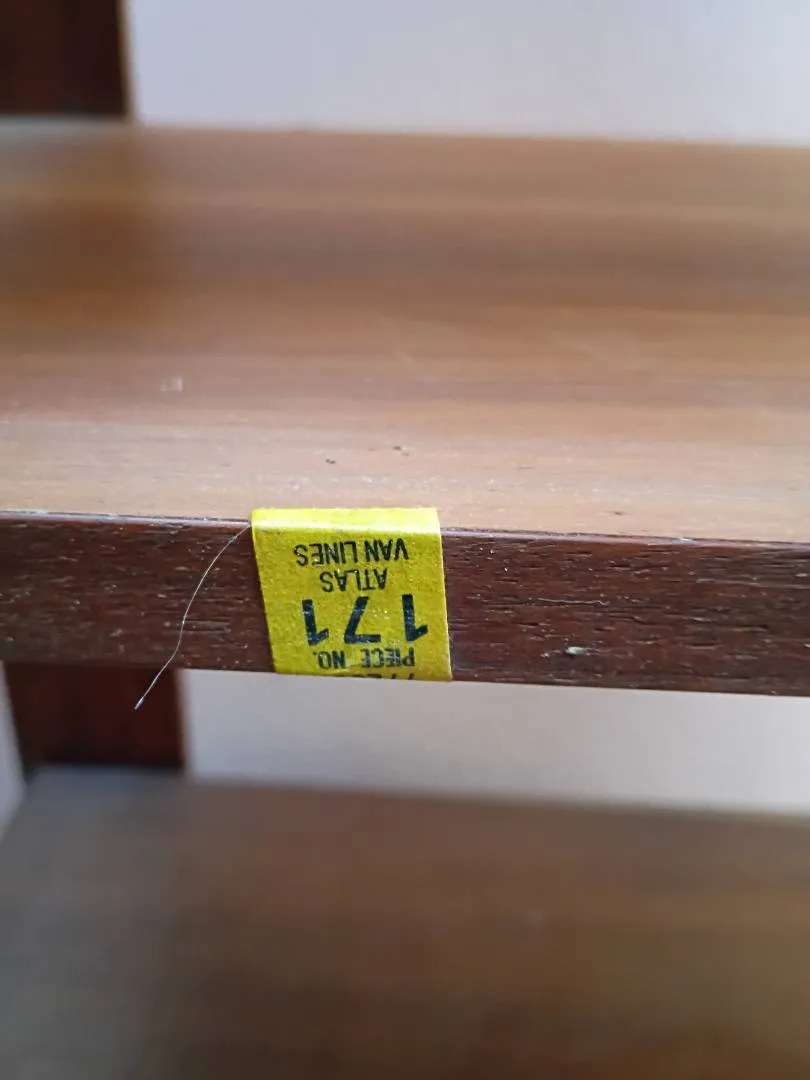 PIECE NO.
171
ATLAS
VAN LINES